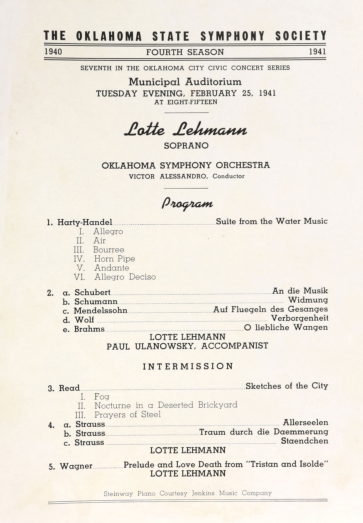 THE OKLAHOMA STATE SYMPHONY SOCIETY
1940 FOURTH SEASON 1941
SEVENTH IN THE OKLAHOMA CITY CIVIC CONCERT SERIES
Municipal Auditorium
TUESDAY EVENING, FEBRUARY 25, 1941
AT EIGHT-FIFTEEN
Lotte Lehmann
SOPRANO
OKLAHOMA SYMPHONY ORCHESTRA
VICTOR ALESSANDRO, Conductor
Program
1. Harty-Handel Suite from the Water Music
I. Allegro
II. Air
III. Bourree
IV. Horn Pipe
V. Andante
VI. Allegro Deciso
2. a. Schubert An die Musik
b. Schumann Widmung
c. Mendelssohn Auf Fluegeln des Gesanges
d. Wolf Verborgenheit
e. Brahms O liebliche Wangen
LOTTE LEHMANN
PAUL ULANOWSKY, ACCOMPANIST
INTERMISSION
3. Read Sketches of the City
I. Fog
II. Nocturne in a Deserted Brickyard
III. Prayers of Steel
4. a. Strauss Allerseelen
b. Strauss Traum durch die Daemmerung
c. Strauss Staendchen
LOTTE LEHMANN
5. Wagner Prelude and Love Death from "Tristan and Isolde"
LOTTE LEHMANN
Steinway Piano Courtesy Jenkins Music Company